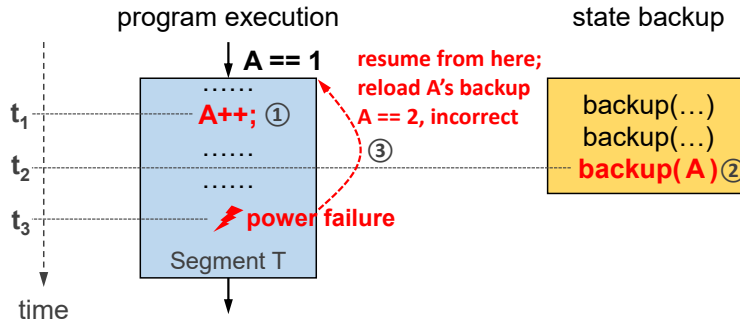 program execution
state backup
A == 1
resume from here;
reload A's backup
A == 2, incorrect
......
t1
A++; ①
backup(…)
backup(…)
......
③
t2
backup(A) ②
......
t3
power failure
Segment T
time